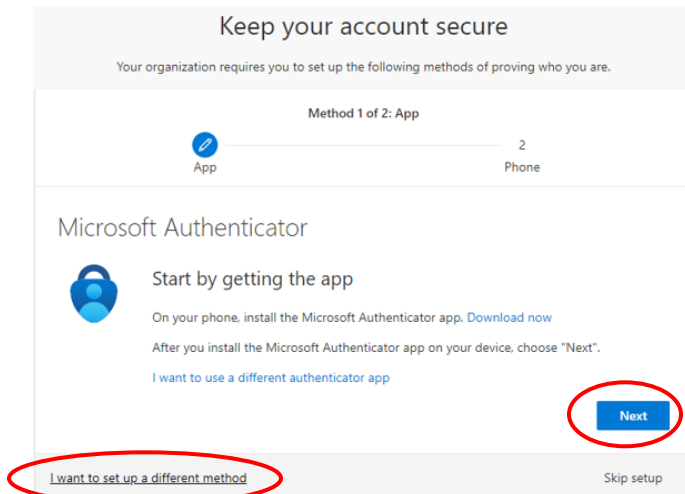 Keep your account secure
Your organization requires you to set up the following methods of proving who you are.
Method 1 of 2: App
2
App
Phone
Microsoft Authenticator
Start by getting the app
On your phone, install the Microsoft Authenticator app. Download now
After you install the Microsoft Authenticator app on your device, choose "Next".
I want to use a different authenticator app
Next
I want to set up a different method
Skip setup